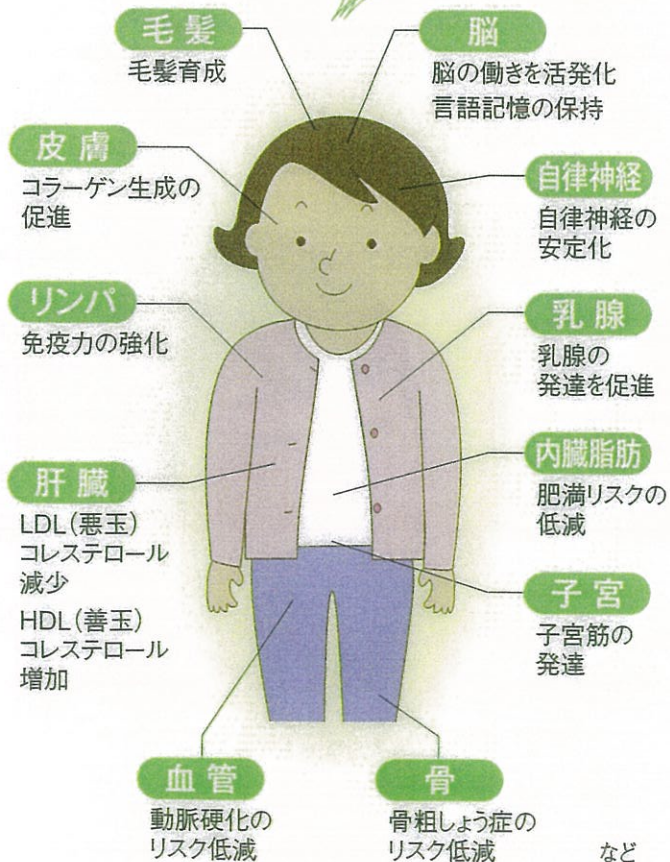 毛髪
毛髪育成
脳
脳の働きを活発化
言語記憶の保持
皮膚
コラーゲン生成の
促進
自律神経
自律神経の
安定化
リンパ
免疫力の強化
乳腺
乳腺の
発達を促進
肝臓
LDL(悪玉)
コレステロール
減少
HDL(善玉)
コレステロール
増加
内臓脂肪
肥満リスクの
低減
子宮
子宮筋の
発達
血管
動脈硬化の
リスク低減
骨
骨粗しょう症の
リスク低減
など